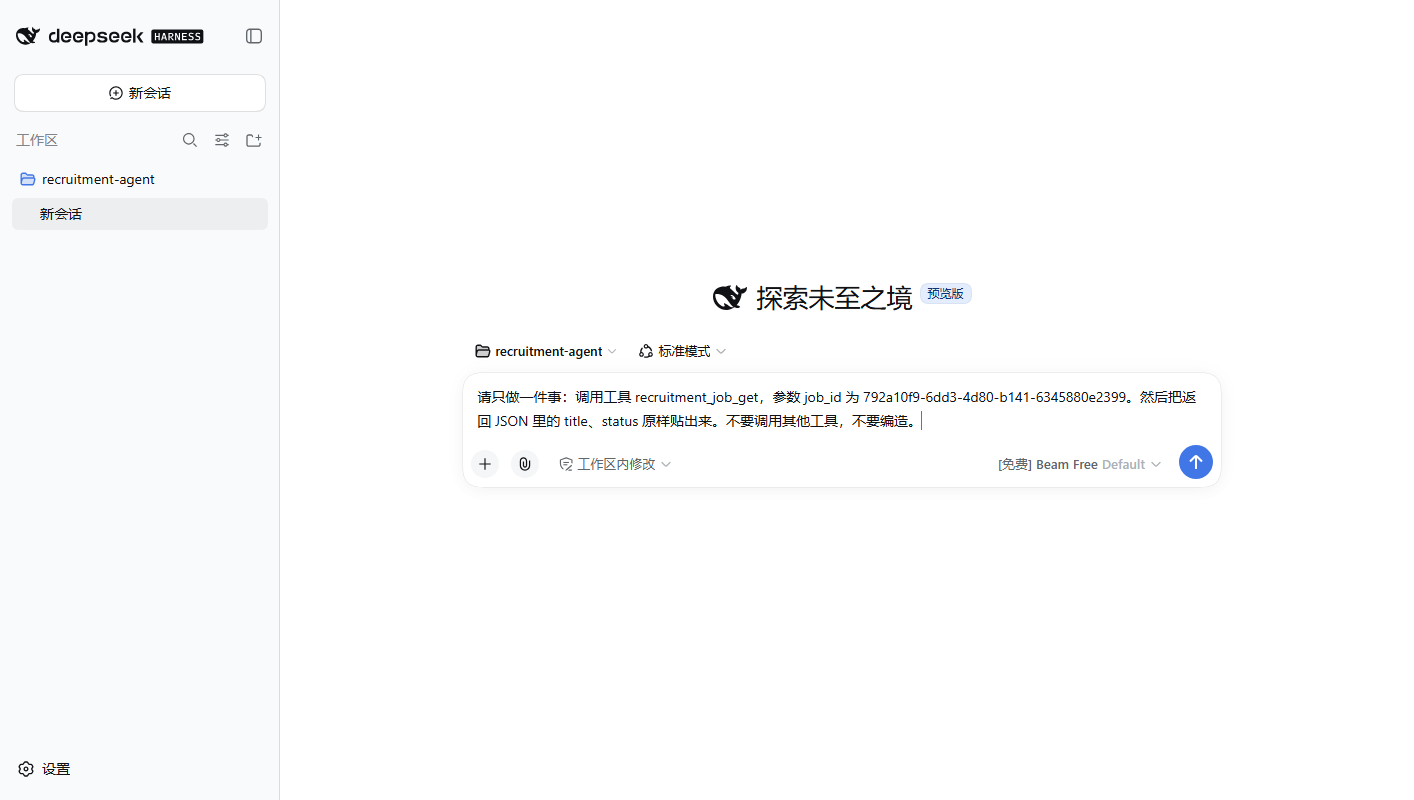 deepseek HARNESS
新会话
工作区
recruitment-agent
新会话
探索未至之境 预览版
recruitment-agent 标准模式
请只做一件事：调用工具 recruitment_job_get，参数 job_id 为 792a10f9-6dd3-4d80-b141-6345880e2399。然后把返
回 JSON 里的 title、status 原样贴出来。不要调用其他工具，不要编造。
工作区内修改 [免费] Beam Free Default
设置